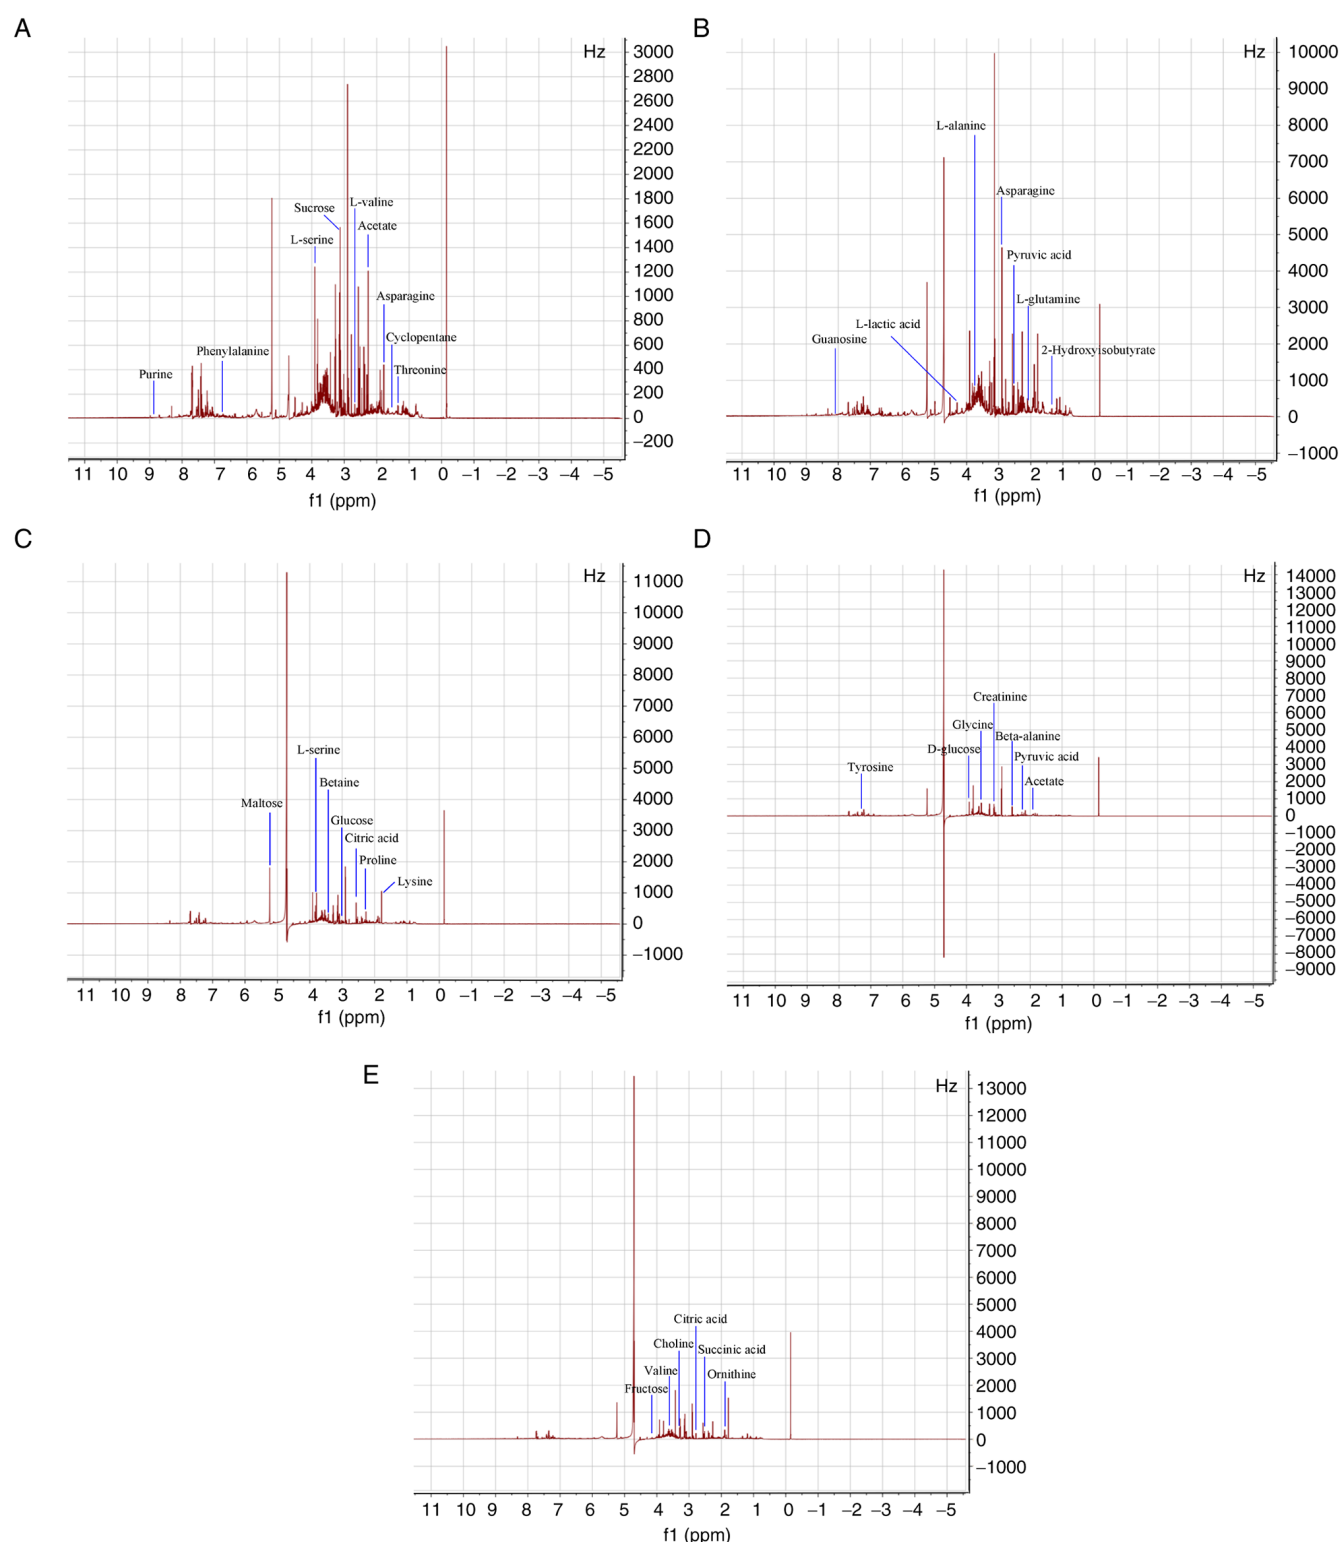 A
Hz
3000
2800
2600
2400
2200
2000
1800
1600
1400
1200
1000
800
600
400
200
0
−200
Sucrose
L-valine
L-serine
Acetate
Asparagine
Cyclopentane
Phenylalanine
Threonine
Purine
11 10 9 8 7 6 5 4 3 2 1 0 −1 −2 −3 −4 −5
f1 (ppm)
B
Hz
10000
9000
8000
7000
6000
5000
4000
3000
2000
1000
0
−1000
L-alanine
Asparagine
Pyruvic acid
L-glutamine
L-lactic acid
Guanosine
2-Hydroxyisobutyrate
11 10 9 8 7 6 5 4 3 2 1 0 −1 −2 −3 −4 −5
f1 (ppm)
C
Hz
11000
10000
9000
8000
7000
6000
5000
4000
3000
2000
1000
0
−1000
L-serine
Betaine
Maltose
Glucose
Citric acid
Proline
Lysine
11 10 9 8 7 6 5 4 3 2 1 0 −1 −2 −3 −4 −5
f1 (ppm)
D
Hz
14000
13000
12000
11000
10000
9000
8000
7000
6000
5000
4000
3000
2000
1000
0
−1000
−2000
−3000
−4000
−5000
−6000
−7000
−8000
−9000
Creatinine
Glycine
Beta-alanine
D-glucose
Pyruvic acid
Tyrosine
Acetate
11 10 9 8 7 6 5 4 3 2 1 0 −1 −2 −3 −4 −5
f1 (ppm)
E
Hz
13000
12000
11000
10000
9000
8000
7000
6000
5000
4000
3000
2000
1000
0
−1000
Citric acid
Choline
Succinic acid
Valine
Ornithine
Fructose
11 10 9 8 7 6 5 4 3 2 1 0 −1 −2 −3 −4 −5
f1 (ppm)